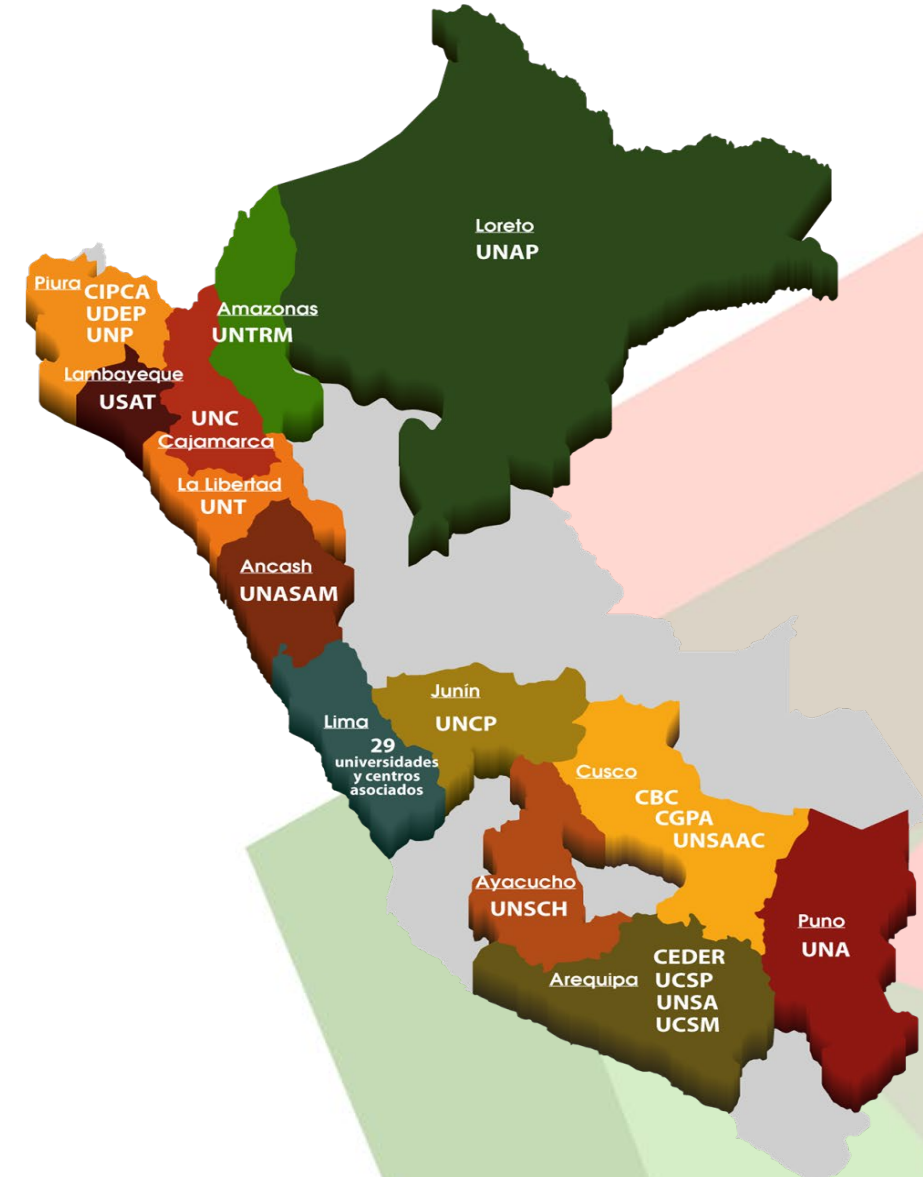 Loreto
UNAP
Piura
CIPCA
UDEP
UNP
Amazonas
UNTRM
Lambayeque
USAT
UNC
Cajamarca
La Libertad
UNT
Ancash
UNASAM
Lima
29
universidades
y centros
asociados
Junín
UNCP
Cusco
CBC
CGPA
UNSAAC
Ayacucho
UNSCH
Arequipa
CEDER
UCSP
UNSA
UCSM
Puno
UNA